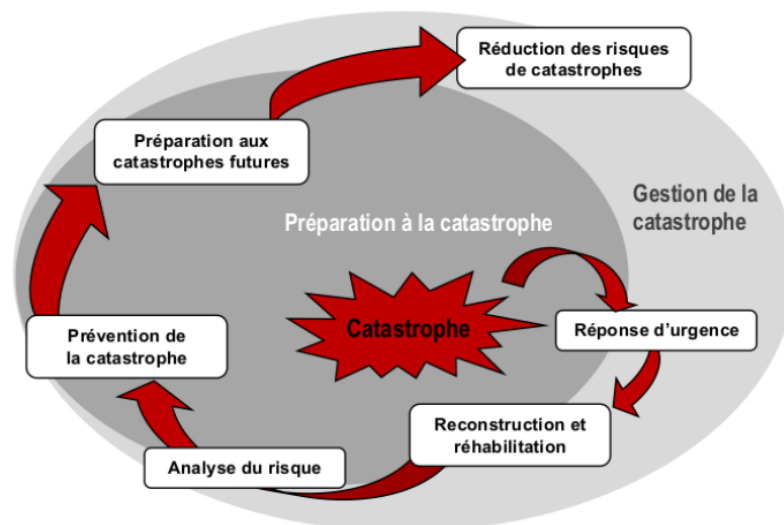 Réduction des risques
de catastrophes
Préparation aux
catastrophes futures
Gestion de la
catastrophe
Préparation à la catastrophe
Catastrophe
Réponse d’urgence
Prévention de
la catastrophe
Reconstruction et
réhabilitation
Analyse du risque